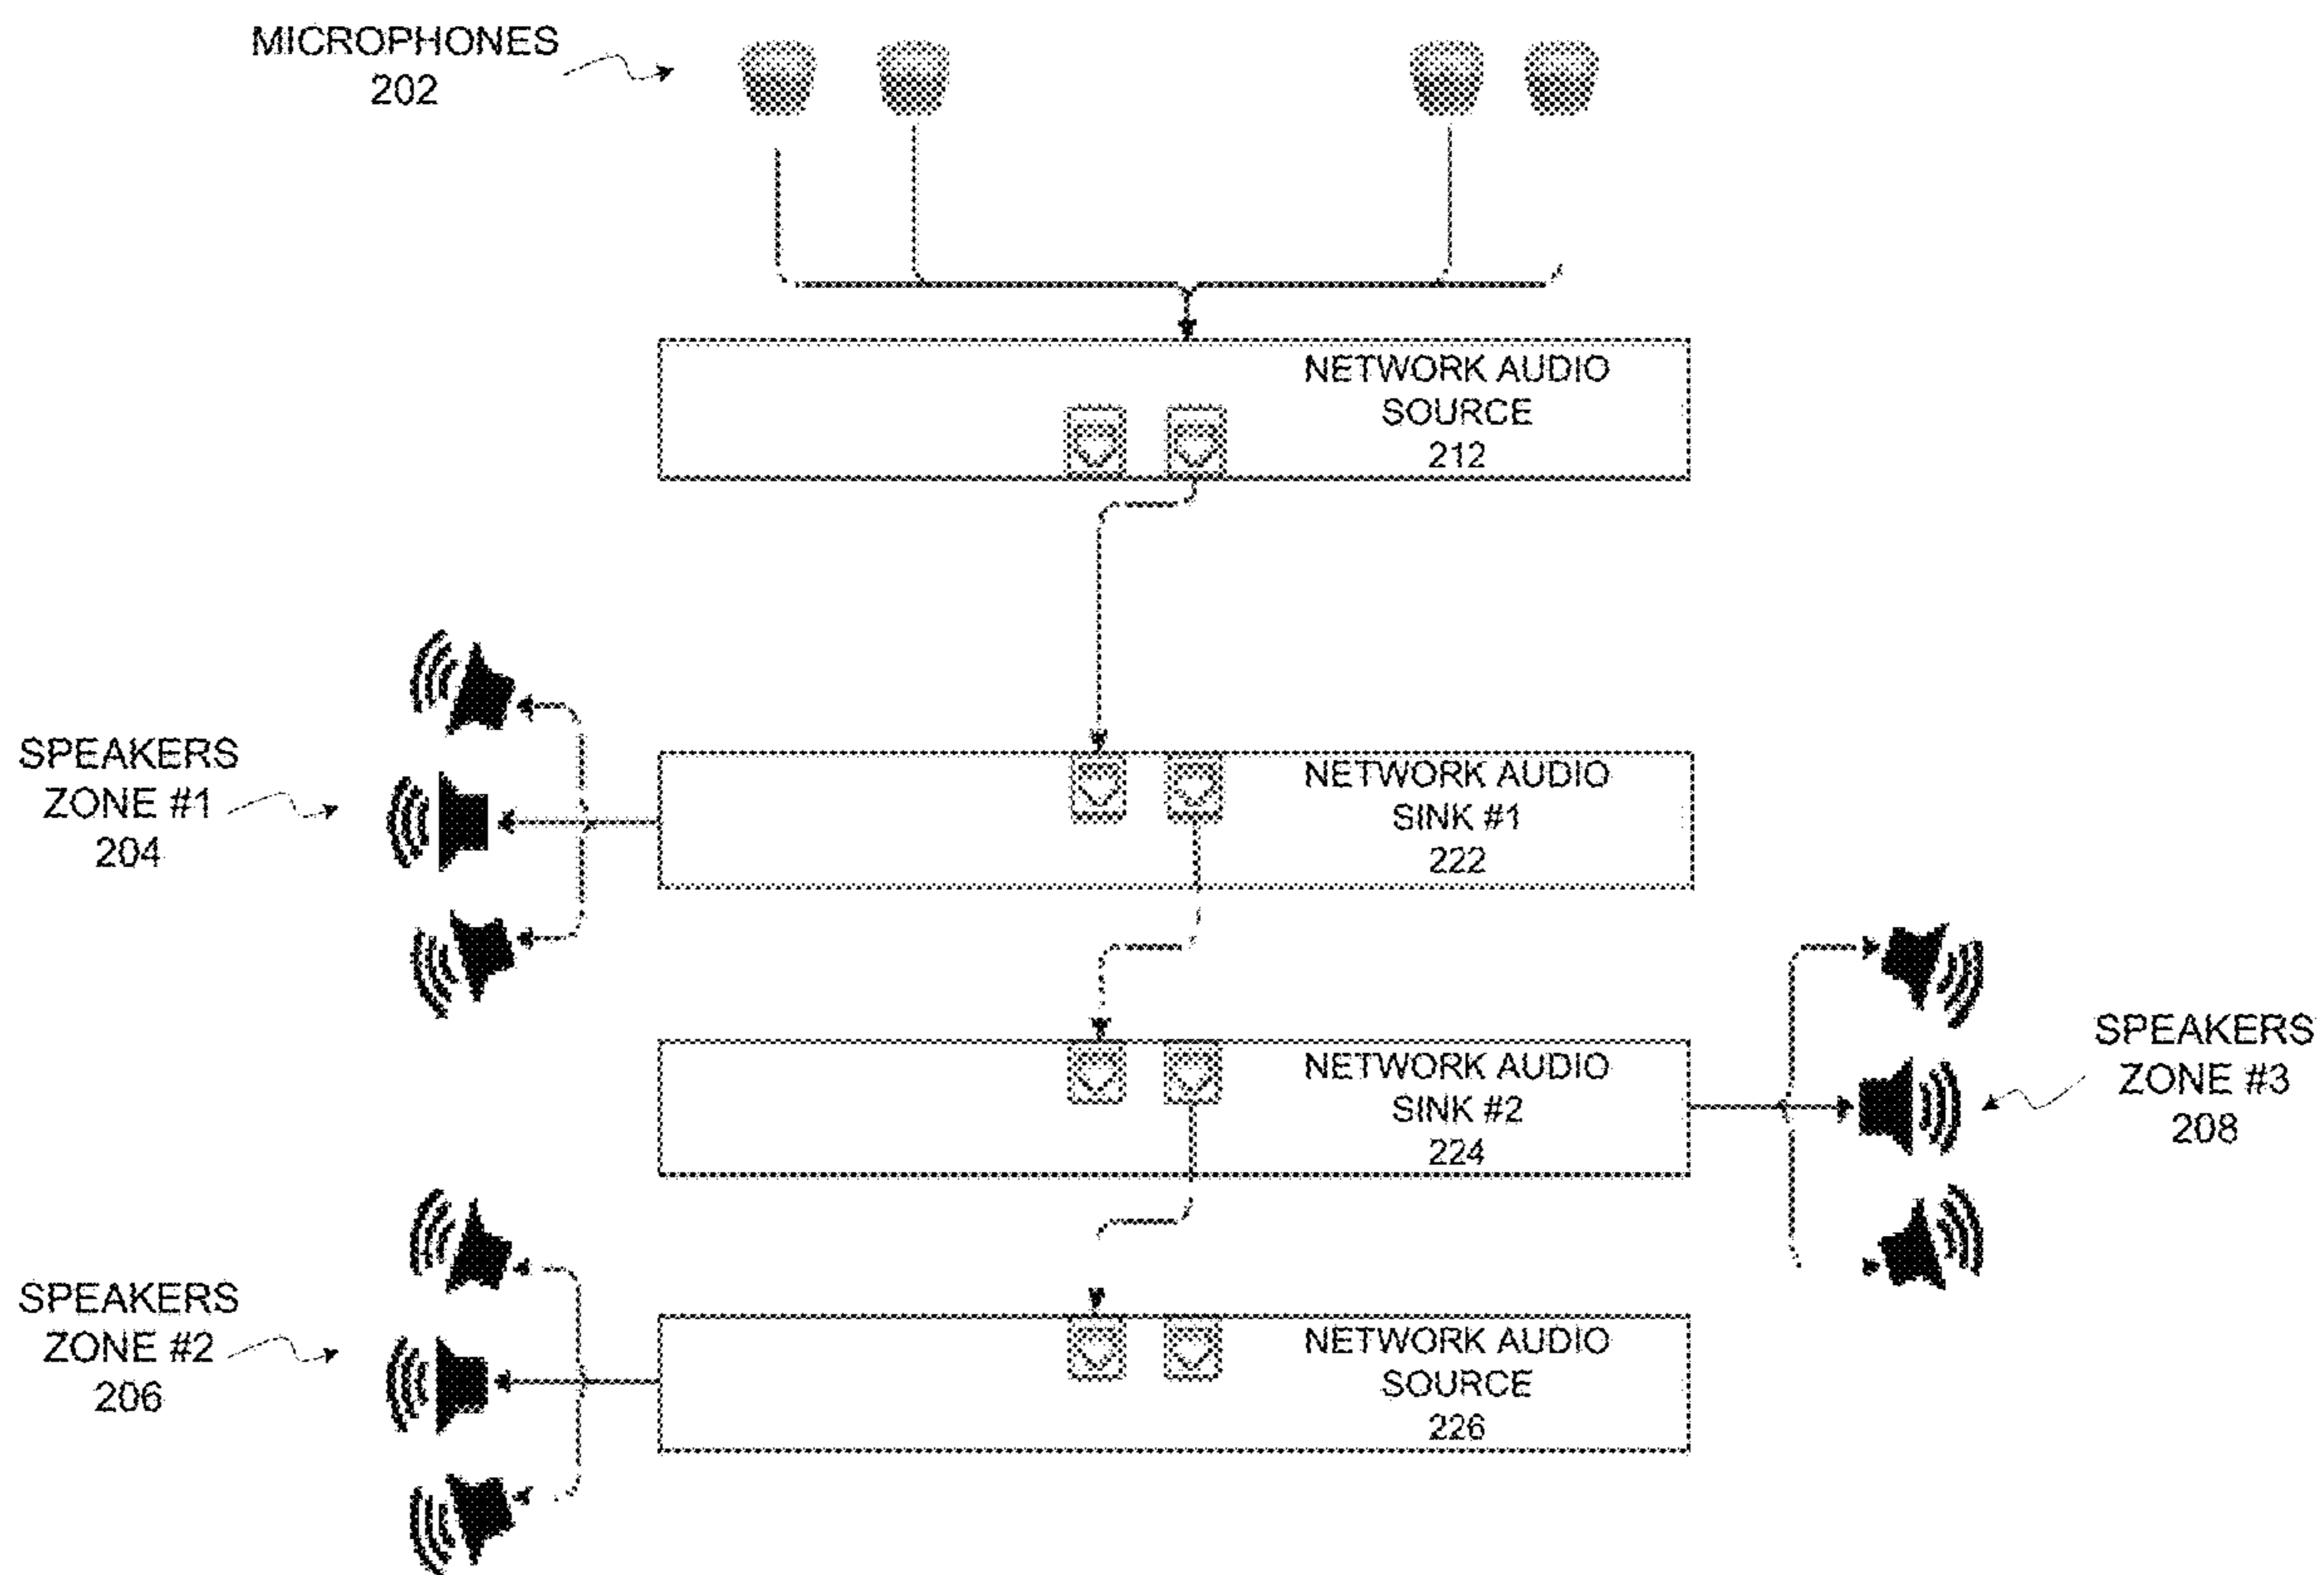 MICROPHONES
202
NETWORK AUDIO
SOURCE
212
SPEAKERS
ZONE #1
204
NETWORK AUDIO
SINK #1
222
NETWORK AUDIO
SINK #2
224
SPEAKERS
ZONE #3
208
SPEAKERS
ZONE #2
206
NETWORK AUDIO
SOURCE
226